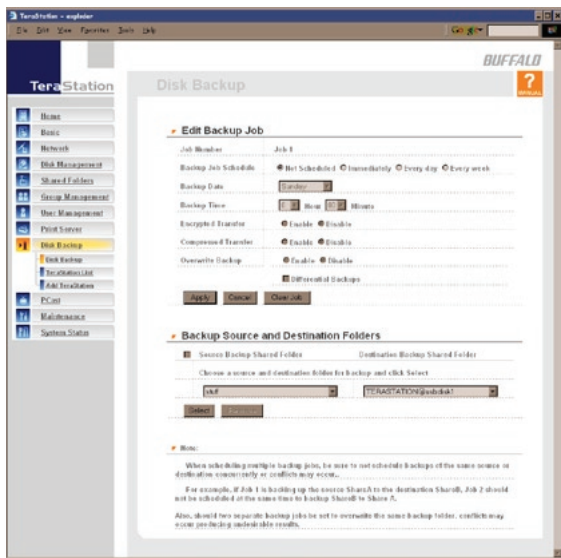 TeraStation - explorer
File Edit View Favorites Tools Help
Go
BUFFALO
TeraStation
Disk Backup
?
MANUAL
Home
Basic
Network
Disk Management
Shared Folders
Group Management
User Management
Print Server
Disk Backup
Disk Backup
TeraStation List
Add TeraStation
PCast
Maintenance
System Status
Edit Backup Job
Job Number Job 1
Backup Job Schedule Not Scheduled Immediately Every day Every week
Backup Date Sunday
Backup Time 0 Hour 00 Minute
Encrypted Transfer Enable Disable
Compressed Transfer Enable Disable
Overwrite Backup Enable Disable
Differential Backups
Apply Cancel Clear Job
Backup Source and Destination Folders
Source Backup Shared Folder Destination Backup Shared Folder
Choose a source and destination folder for backup and click Select
stuff TERASTATION@usbdisk1
Select
Note:
When scheduling multiple backup jobs, be sure to not schedule backups of the same source or
destination concurrently or conflicts may occur..
For example, if Job 1 is backing up the source ShareA to the destination ShareB, Job 2 should
not be scheduled at the same time to backup ShareB to Share A.
Also, should two separate backup jobs be set to overwrite the same backup folder, conflicts may
occur producing undesirable results.